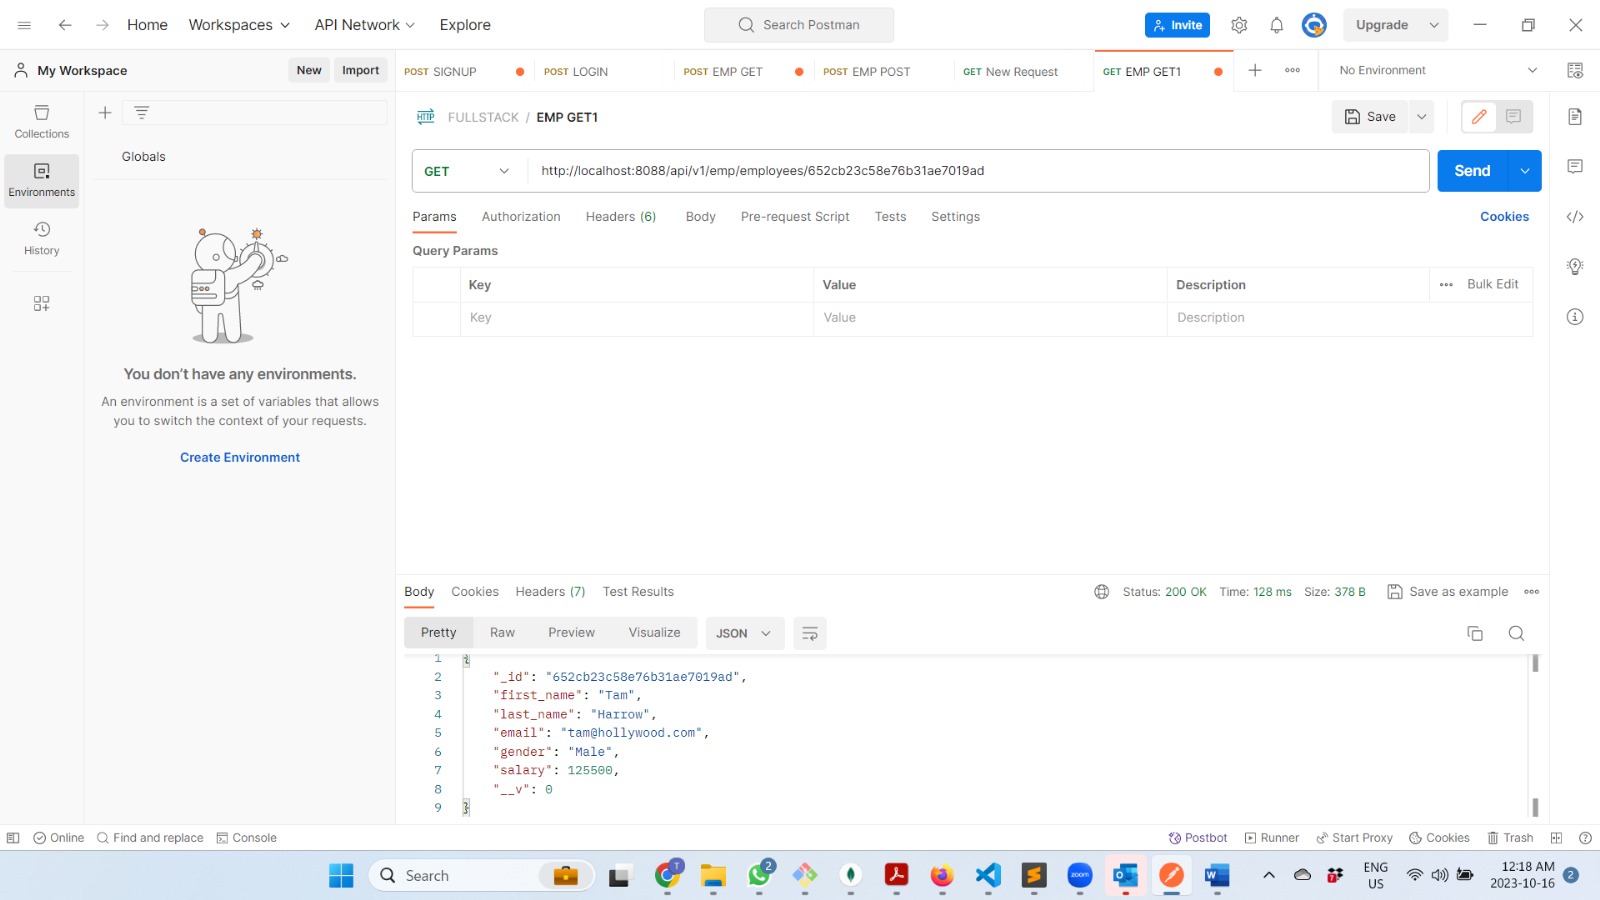 Home Workspaces API Network Explore Search Postman Invite Upgrade
My Workspace New Import POST SIGNUP POST LOGIN POST EMP GET POST EMP POST GET New Request GET EMP GET1 No Environment
Collections
Environments
History
Globals
You don't have any environments.
An environment is a set of variables that allows
you to switch the context of your requests.
Create Environment
HTTP FULLSTACK / EMP GET1 Save
GET http://localhost:8088/api/v1/emp/employees/652cb23c58e76b31ae7019ad Send
Params Authorization Headers (6) Body Pre-request Script Tests Settings Cookies
Query Params
Key Value Description Bulk Edit
Key Value Description
Body Cookies Headers (7) Test Results Status: 200 OK Time: 128 ms Size: 378 B Save as example
Pretty Raw Preview Visualize JSON
1 {
2 "_id": "652cb23c58e76b31ae7019ad",
3 "first_name": "Tam",
4 "last_name": "Harrow",
5 "email": "tam@hollywood.com",
6 "gender": "Male",
7 "salary": 125500,
8 "__v": 0
9 }
Online Find and replace Console Postbot Runner Start Proxy Cookies Trash
Search T 2 zoom W 7 ENG 12:18 AM 2
US 2023-10-16